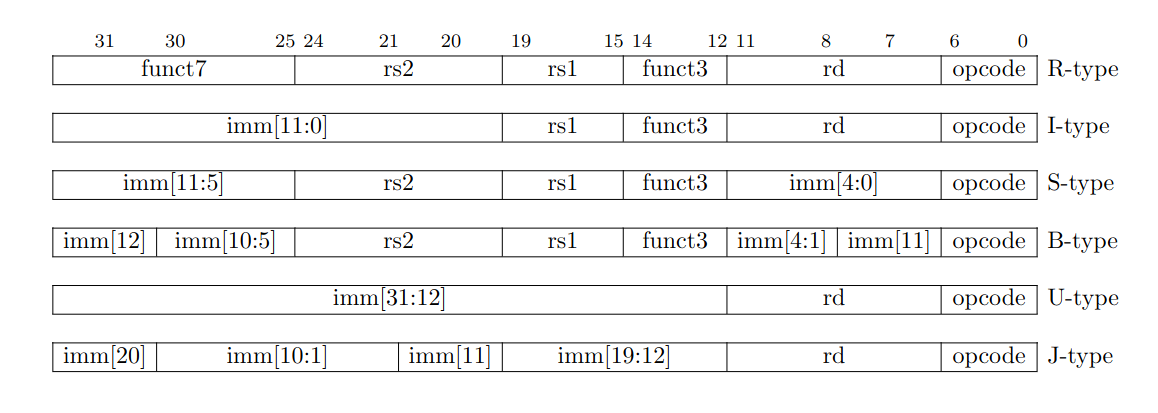 31 30 25 24 21 20 19 15 14 12 11 8 7 6 0
funct7 rs2 rs1 funct3 rd opcode R-type
imm[11:0] rs1 funct3 rd opcode I-type
imm[11:5] rs2 rs1 funct3 imm[4:0] opcode S-type
imm[12] imm[10:5] rs2 rs1 funct3 imm[4:1] imm[11] opcode B-type
imm[31:12] rd opcode U-type
imm[20] imm[10:1] imm[11] imm[19:12] rd opcode J-type